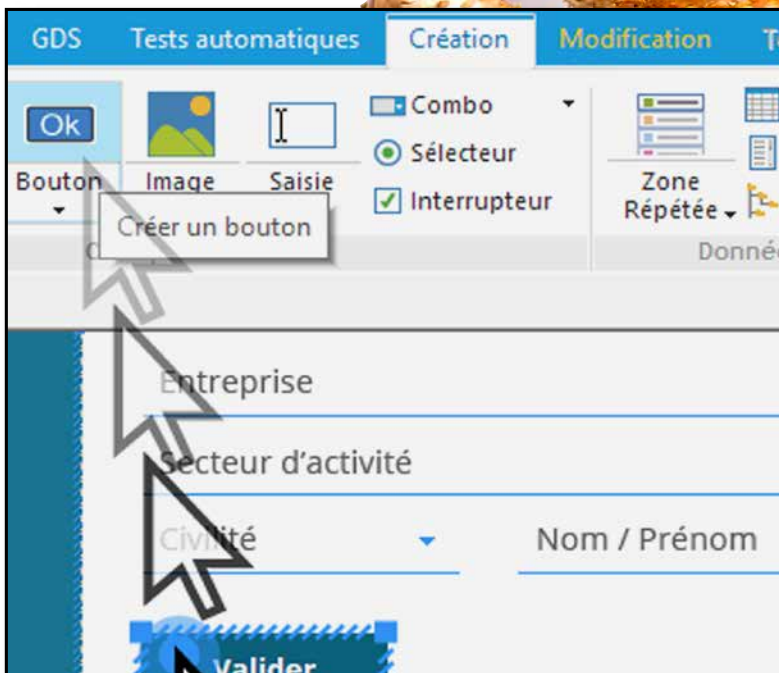 GDS Tests automatiques Création Modification
Ok
Bouton Image Saisie
Combo
Sélecteur
Interrupteur
Zone
Répétée
Créer un bouton
Entreprise
Secteur d'activité
Civilité Nom / Prénom
Valider